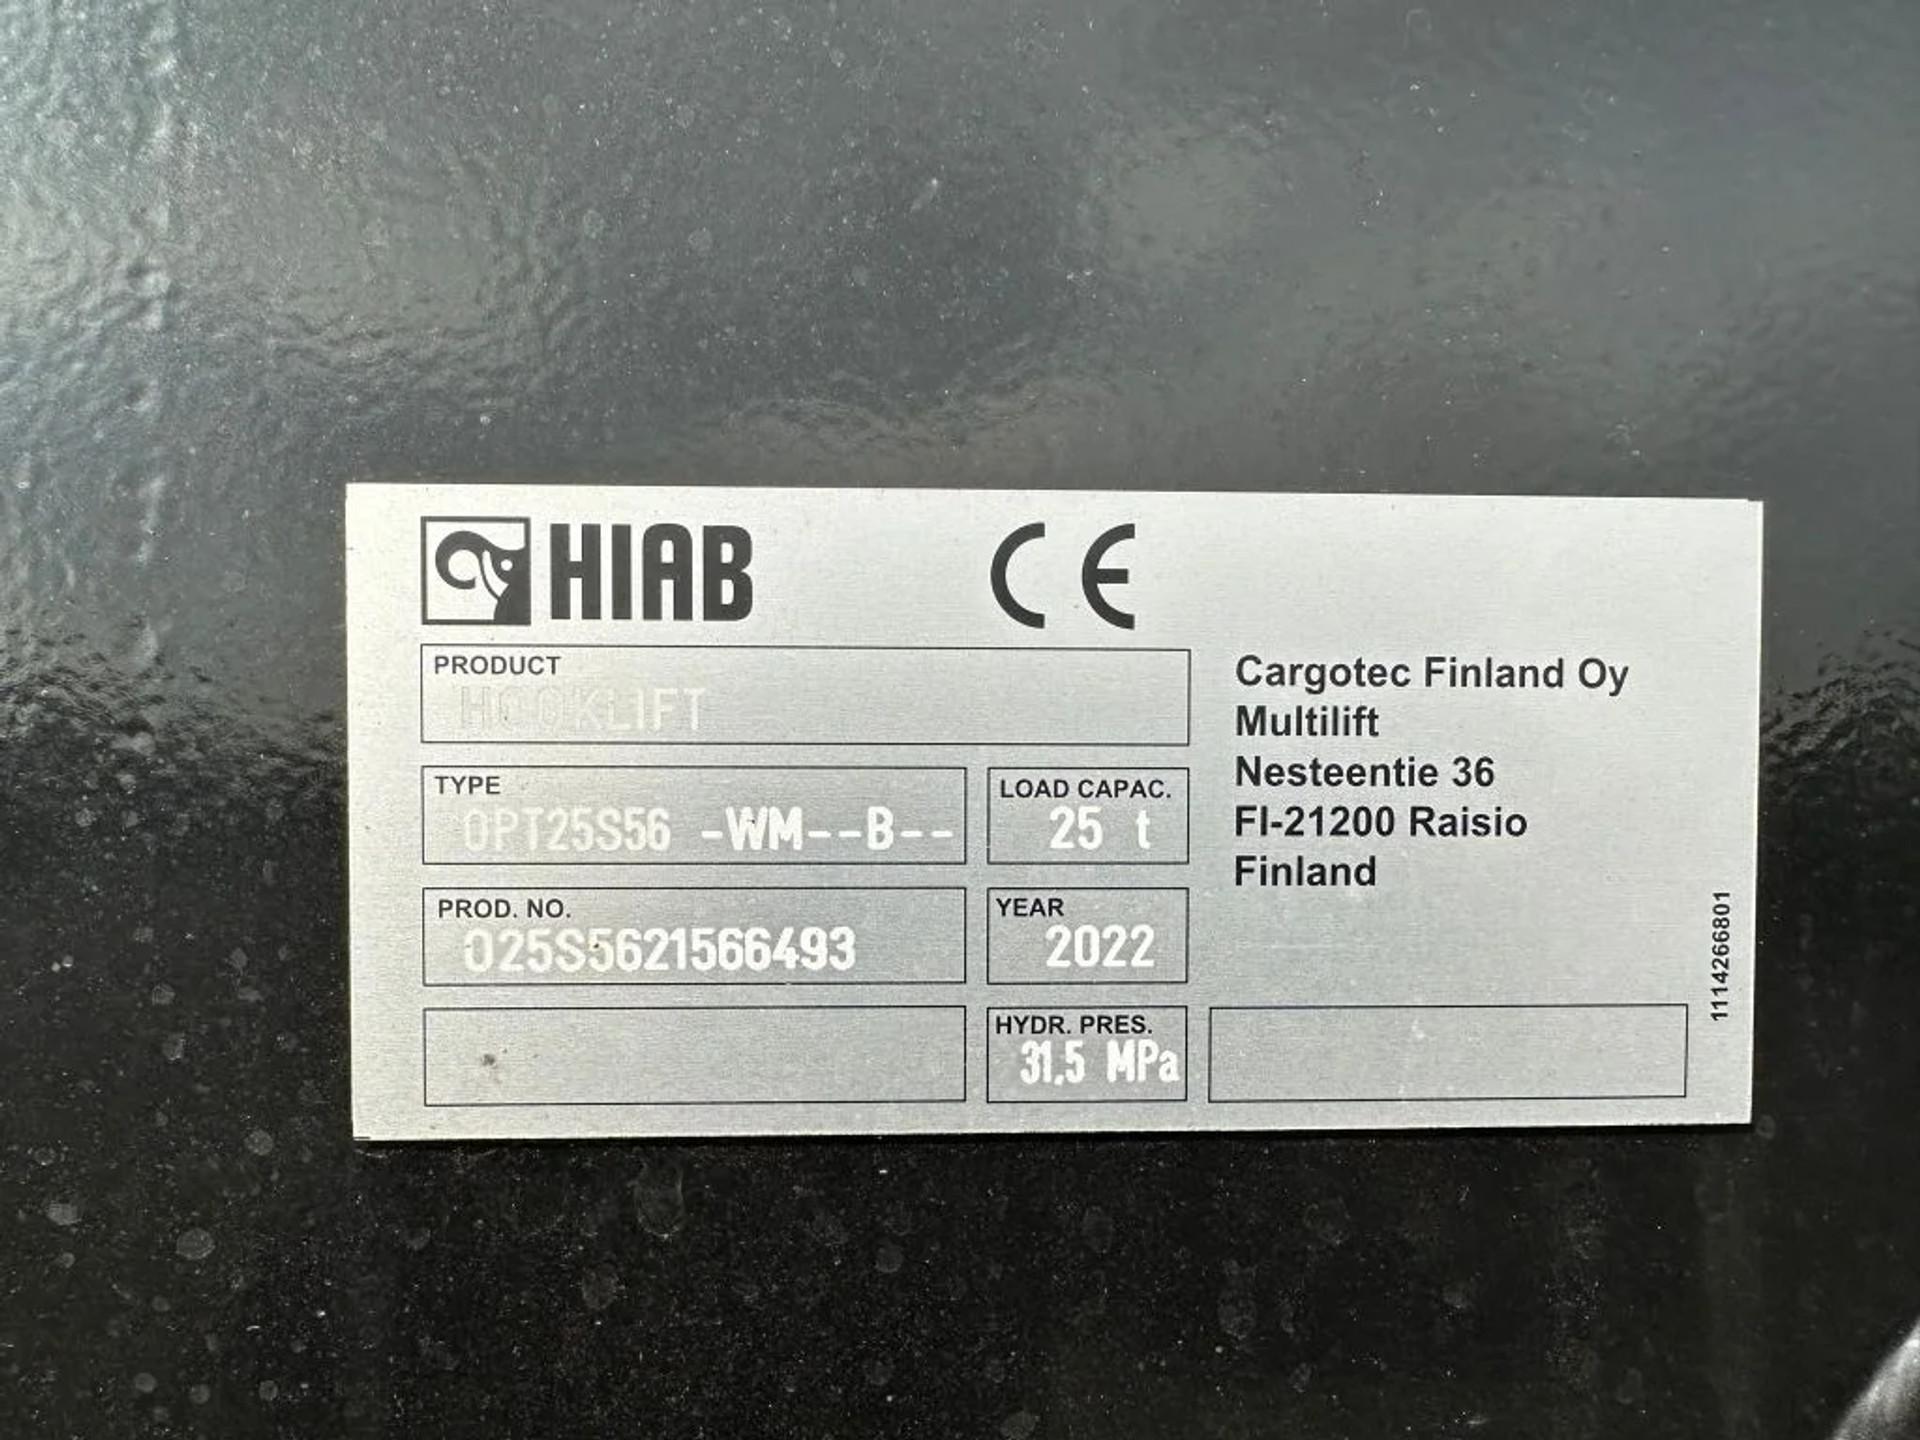 HIAB CE
PRODUCT
HOOKLIFT
TYPE
OPT25S56 -WM--B--
LOAD CAPAC.
25 t
PROD. NO.
O25S5621566493
YEAR
2022
HYDR. PRES.
31,5 MPa
Cargotec Finland Oy
Multilift
Nesteentie 36
FI-21200 Raisio
Finland
1114266801